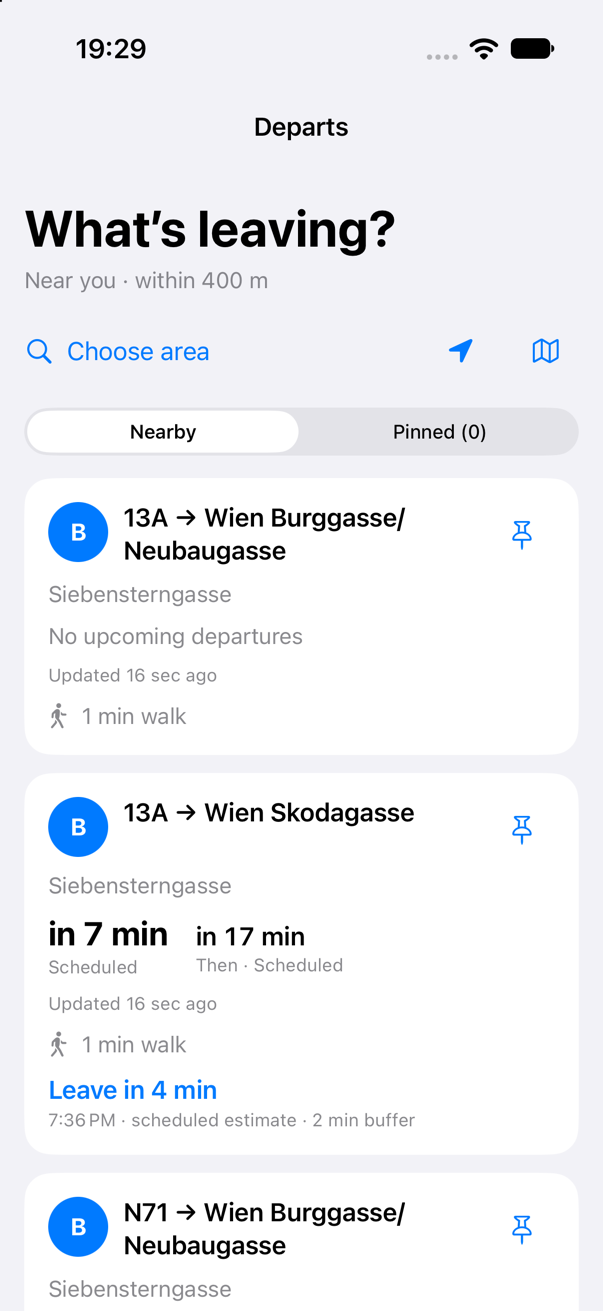 19:29
Departs
What’s leaving?
Near you · within 400 m
Choose area
Nearby
Pinned (0)
B
13A → Wien Burggasse/
Neubaugasse
Siebensterngasse
No upcoming departures
Updated 16 sec ago
1 min walk
B
13A → Wien Skodagasse
Siebensterngasse
in 7 min
in 17 min
Scheduled
Then · Scheduled
Updated 16 sec ago
1 min walk
Leave in 4 min
7:36 PM · scheduled estimate · 2 min buffer
B
N71 → Wien Burggasse/
Neubaugasse
Siebensterngasse